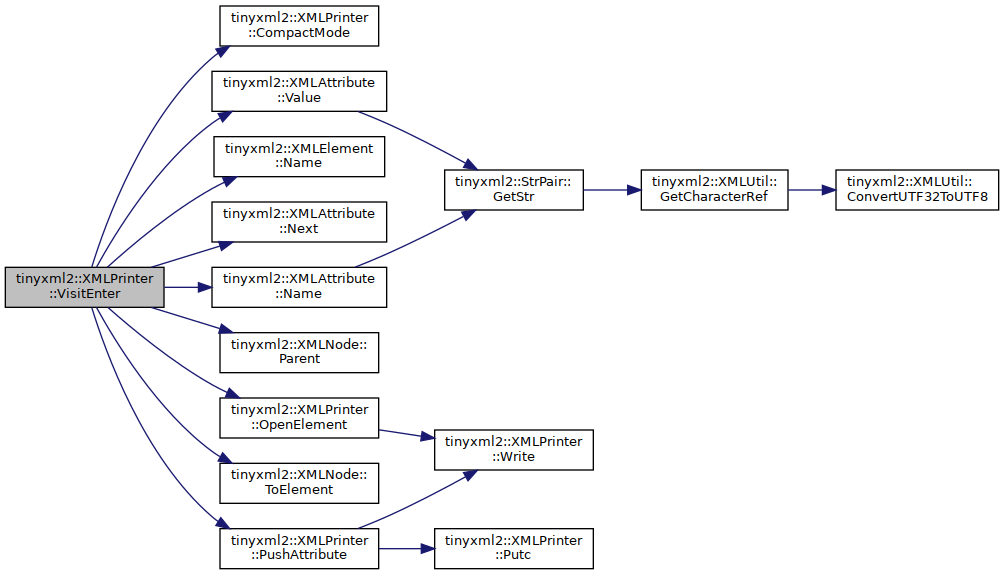 tinyxml2::XMLPrinter
::CompactMode
tinyxml2::XMLAttribute
::Value
tinyxml2::XMLElement
::Name
tinyxml2::StrPair::
GetStr
tinyxml2::XMLUtil::
GetCharacterRef
tinyxml2::XMLUtil::
ConvertUTF32ToUTF8
tinyxml2::XMLAttribute
::Next
tinyxml2::XMLPrinter
::VisitEnter
tinyxml2::XMLAttribute
::Name
tinyxml2::XMLNode::
Parent
tinyxml2::XMLPrinter
::OpenElement
tinyxml2::XMLPrinter
::Write
tinyxml2::XMLNode::
ToElement
tinyxml2::XMLPrinter
::PushAttribute
tinyxml2::XMLPrinter
::Putc